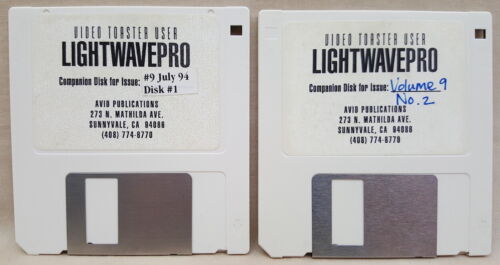 VIDEO TOASTER USER
LIGHTWAVEPRO
Companion Disk for Issue: #9 July 94
Disk #1
AVID PUBLICATIONS
273 N. MATHILDA AVE.
SUNNYVALE, CA 94086
(408) 774-6770
VIDEO TOASTER USER
LIGHTWAVEPRO
Companion Disk for Issue: Volume 9
No. 2
AVID PUBLICATIONS
273 N. MATHILDA AVE.
SUNNYVALE, CA 94086
(408) 774-6770